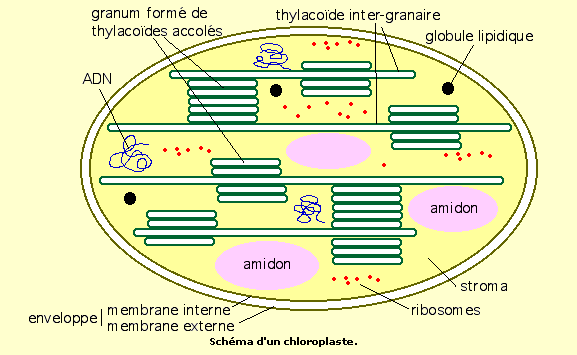 granum formé de
thylacoïdes accolés
thylacoïde inter-granaire
globule lipidique
ADN
amidon
amidon
stroma
ribosomes
enveloppe
membrane interne
membrane externe
Schéma d'un chloroplaste.